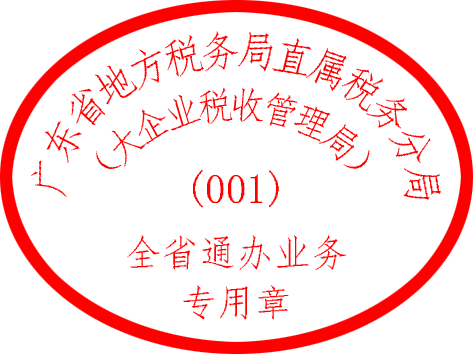 广东省地方税务局直属税务分局
（大企业税收管理局）
(001)
全省通办业务
专用章